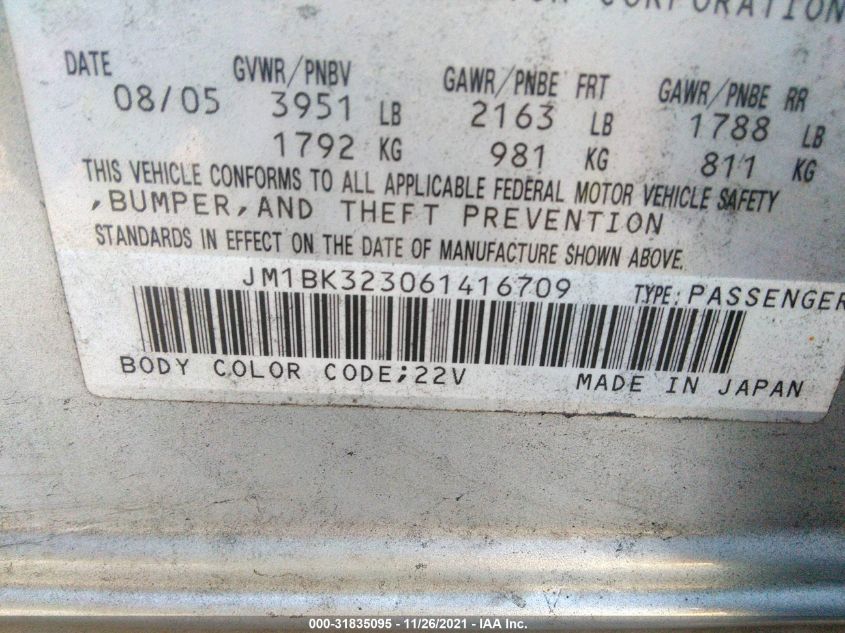 CORPORATION
DATE GVWR/PNBV GAWR/PNBE FRT GAWR/PNBE RR
08/05 3951 LB 2163 LB 1788 LB
1792 KG 981 KG 811 KG
THIS VEHICLE CONFORMS TO ALL APPLICABLE FEDERAL MOTOR VEHICLE SAFETY
,BUMPER,AND THEFT PREVENTION
STANDARDS IN EFFECT ON THE DATE OF MANUFACTURE SHOWN ABOVE.
JM1BK323061416709 TYPE:PASSENGER
BODY COLOR CODE;22V MADE IN JAPAN
000-31835095 - 11/26/2021 - IAA Inc.